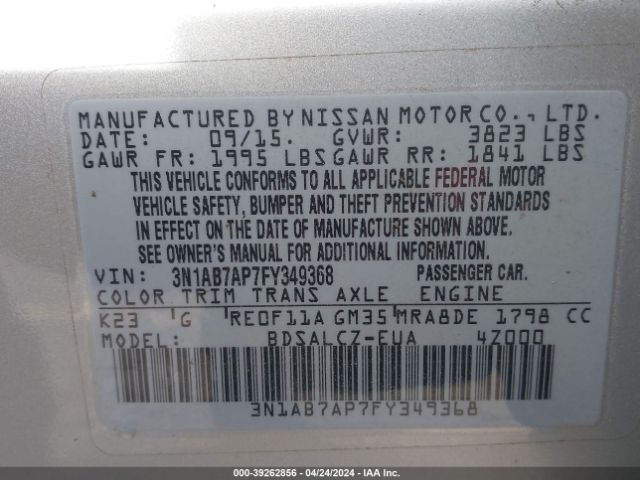 MANUFACTURED BY NISSAN MOTOR CO., LTD.
DATE: 09/15. GVWR: 3823 LBS
GAWR FR: 1995 LBS GAWR RR: 1841 LBS
THIS VEHICLE CONFORMS TO ALL APPLICABLE FEDERAL MOTOR
VEHICLE SAFETY, BUMPER AND THEFT PREVENTION STANDARDS
IN EFFECT ON THE DATE OF MANUFACTURE SHOWN ABOVE.
SEE OWNER'S MANUAL FOR ADDITIONAL INFORMATION.
VIN: 3N1AB7AP7FY349368 PASSENGER CAR.
COLOR TRIM TRANS AXLE ENGINE
K23 G RE0F11A GM35 MRA8DE 1798 CC
MODEL: BDSALCZ-EUA 4Z000
3N1AB7AP7FY349368
000-39262856 - 04/24/2024 - IAAI.com